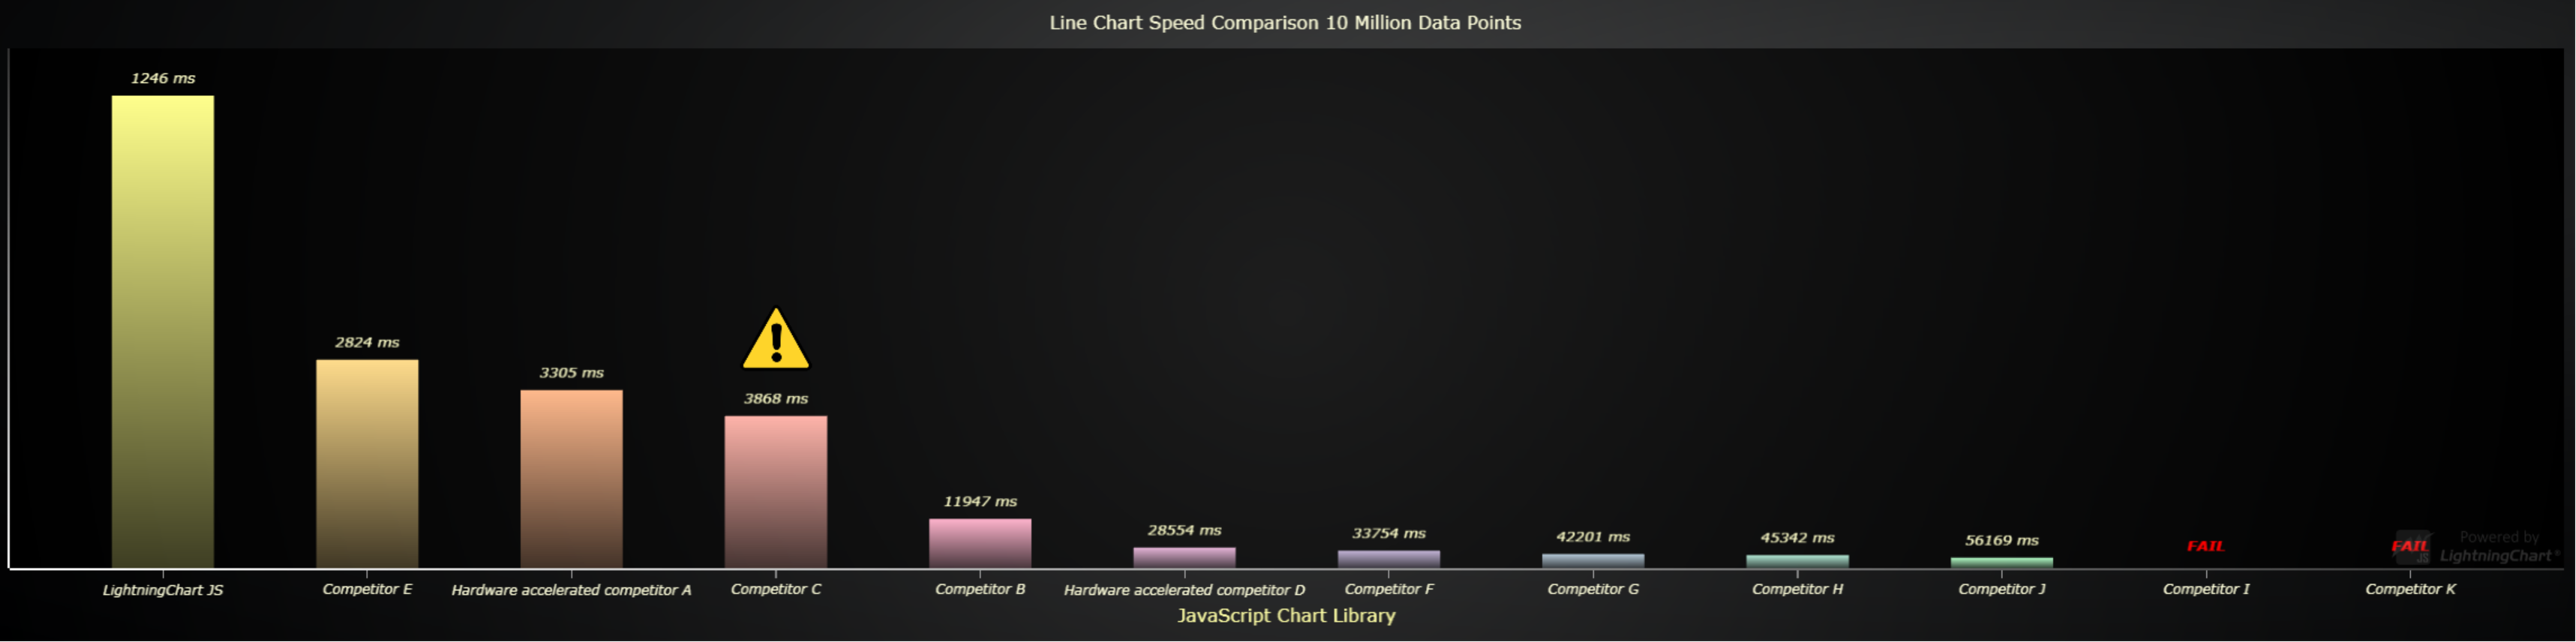 Line Chart Speed Comparison 10 Million Data Points
1246 ms
2824 ms
3305 ms
3868 ms
11947 ms
28554 ms
33754 ms
42201 ms
45342 ms
56169 ms
FAIL
FAIL
JS
Powered by
LightningChart®
LightningChart JS
Competitor E
Hardware accelerated competitor A
Competitor C
Competitor B
Hardware accelerated competitor D
Competitor F
Competitor G
Competitor H
Competitor J
Competitor I
Competitor K
JavaScript Chart Library